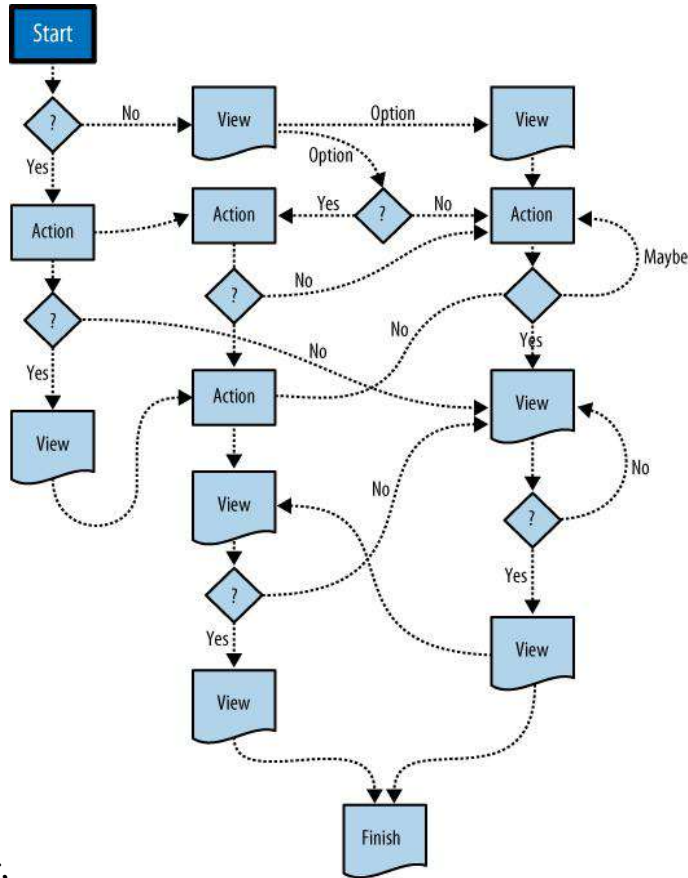 Start
?
No
View
Option
View
Option
Yes
Action
Action
Yes
?
No
Action
?
No
?
Maybe
No
No
Yes
Yes
View
Action
View
No
No
View
?
?
Yes
Yes
View
View
Finish
,